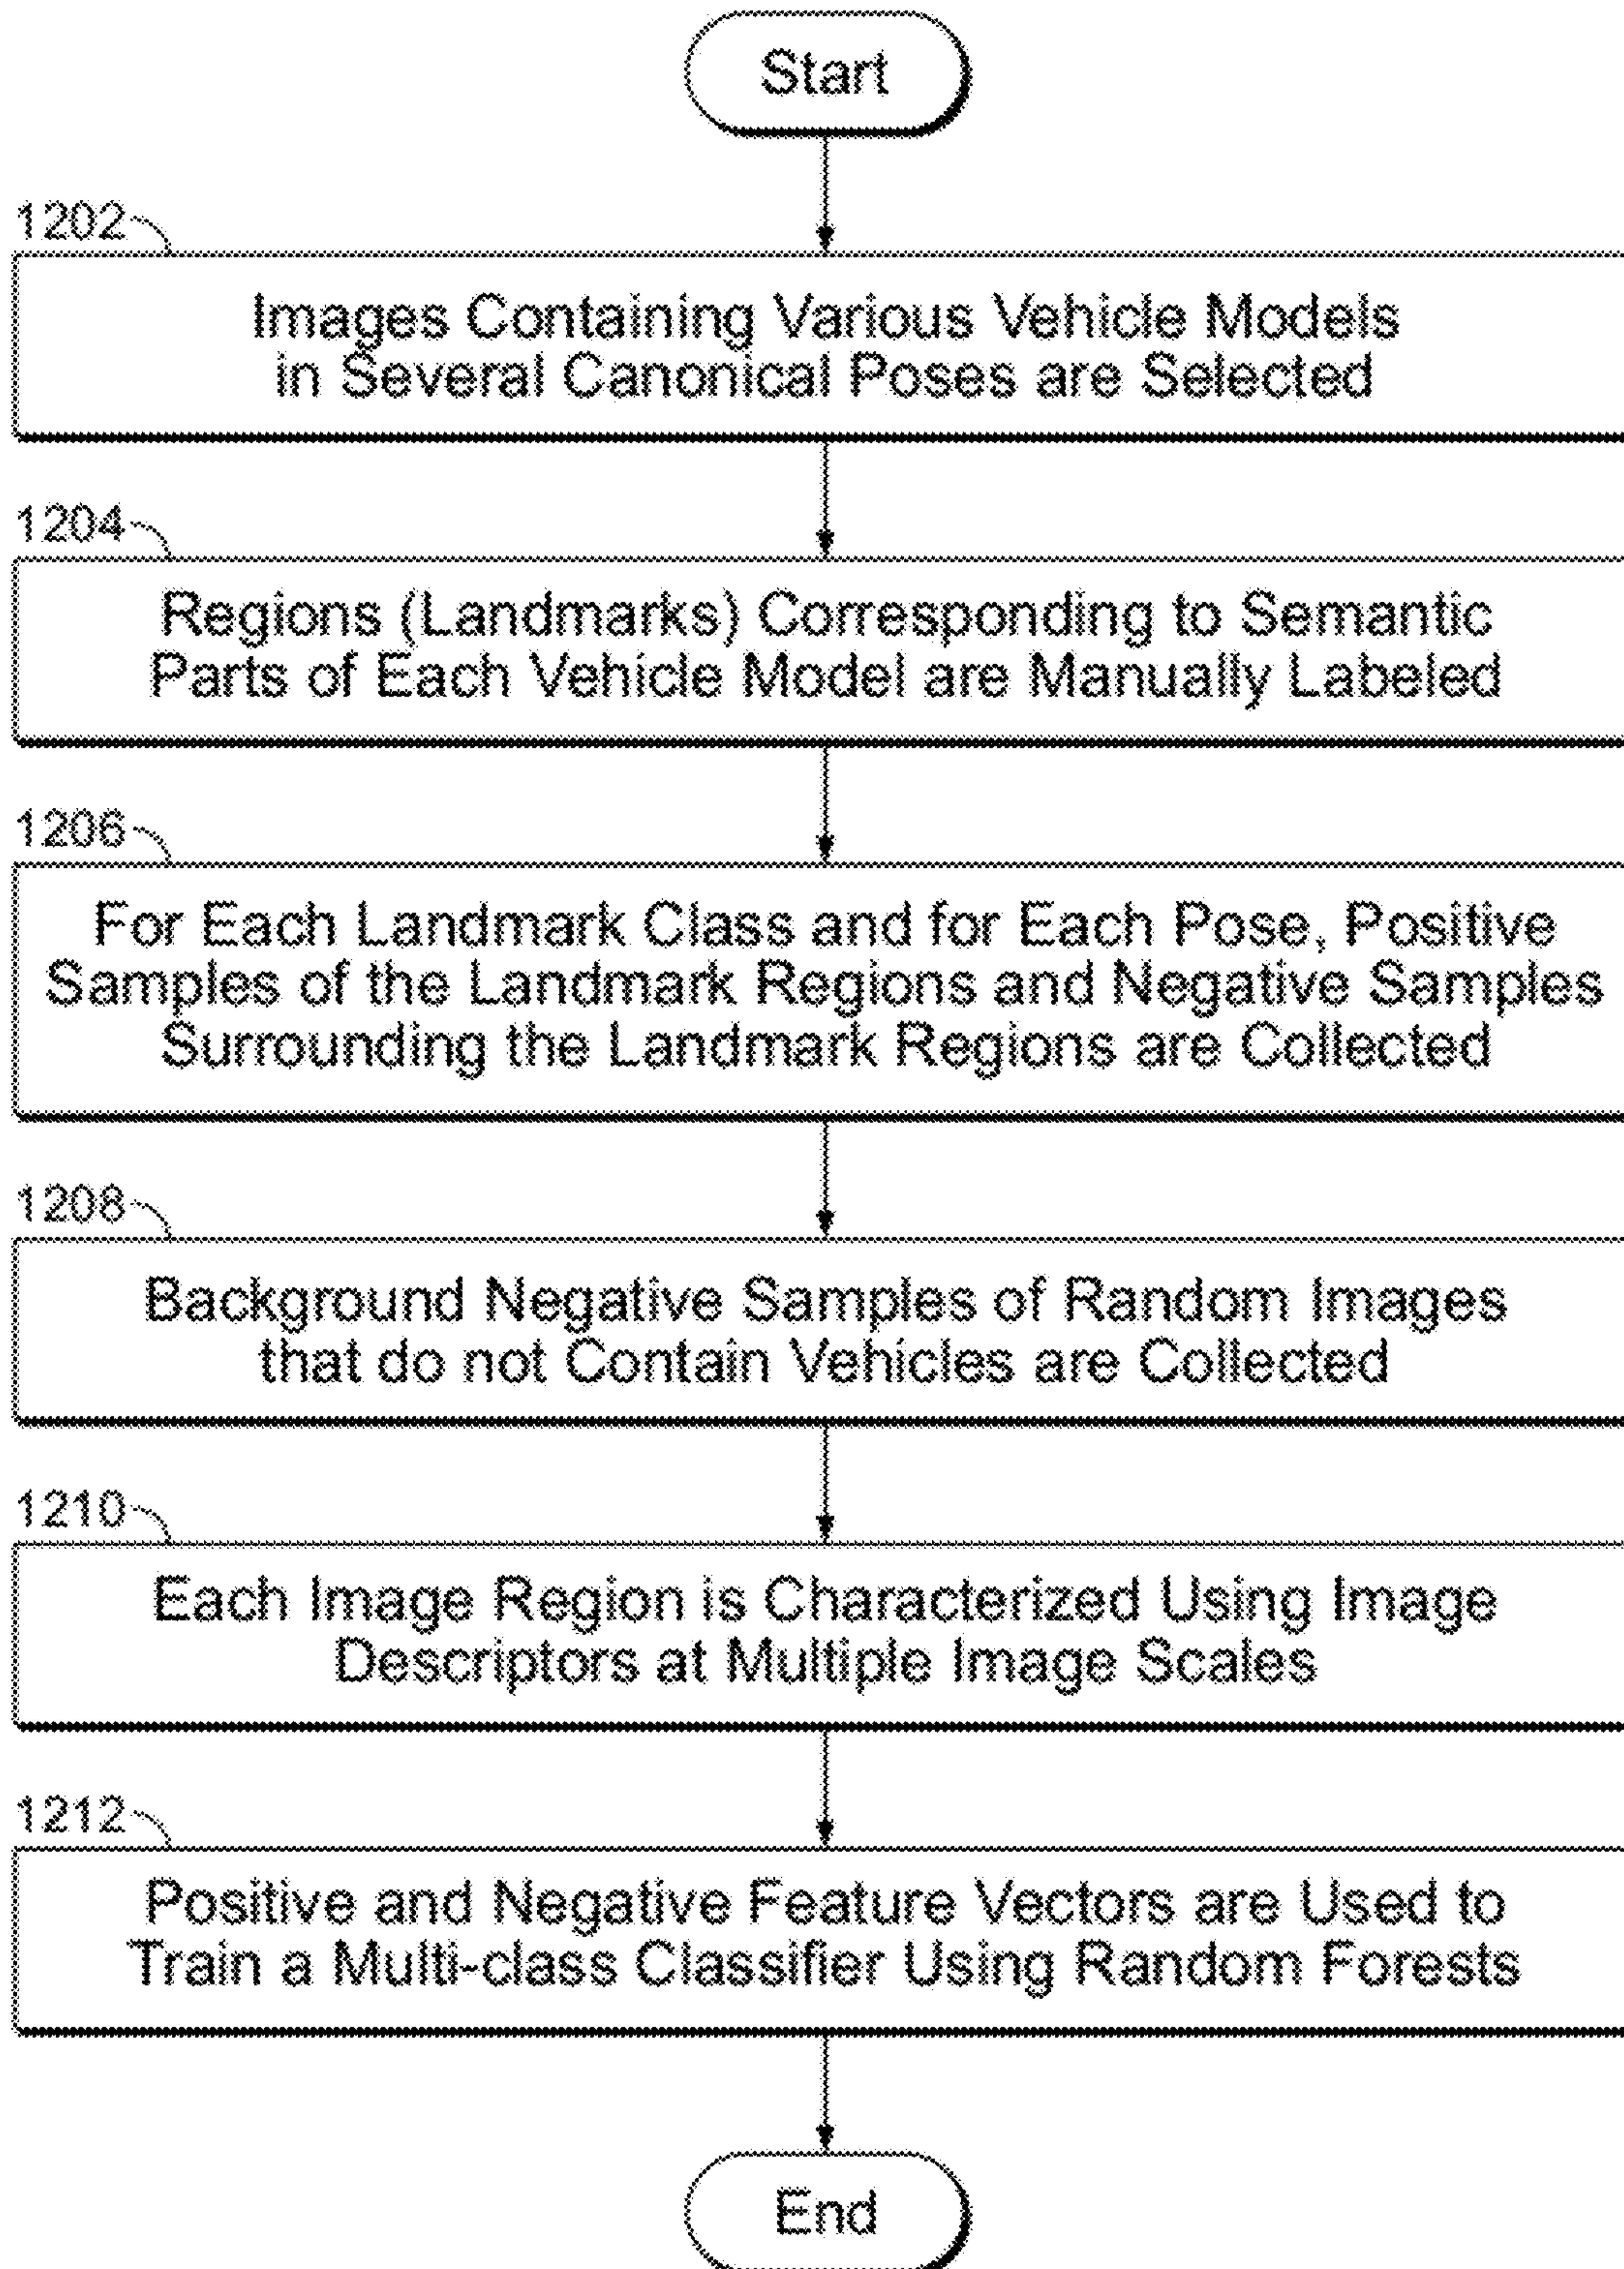 Start
1202
Images Containing Various Vehicle Models
in Several Canonical Poses are Selected
1204
Regions (Landmarks) Corresponding to Semantic
Parts of Each Vehicle Model are Manually Labeled
1206
For Each Landmark Class and for Each Pose, Positive
Samples of the Landmark Regions and Negative Samples
Surrounding the Landmark Regions are Collected
1208
Background Negative Samples of Random Images
that do not Contain Vehicles are Collected
1210
Each Image Region is Characterized Using Image
Descriptors at Multiple Image Scales
1212
Positive and Negative Feature Vectors are Used to
Train a Multi-class Classifier Using Random Forests
End